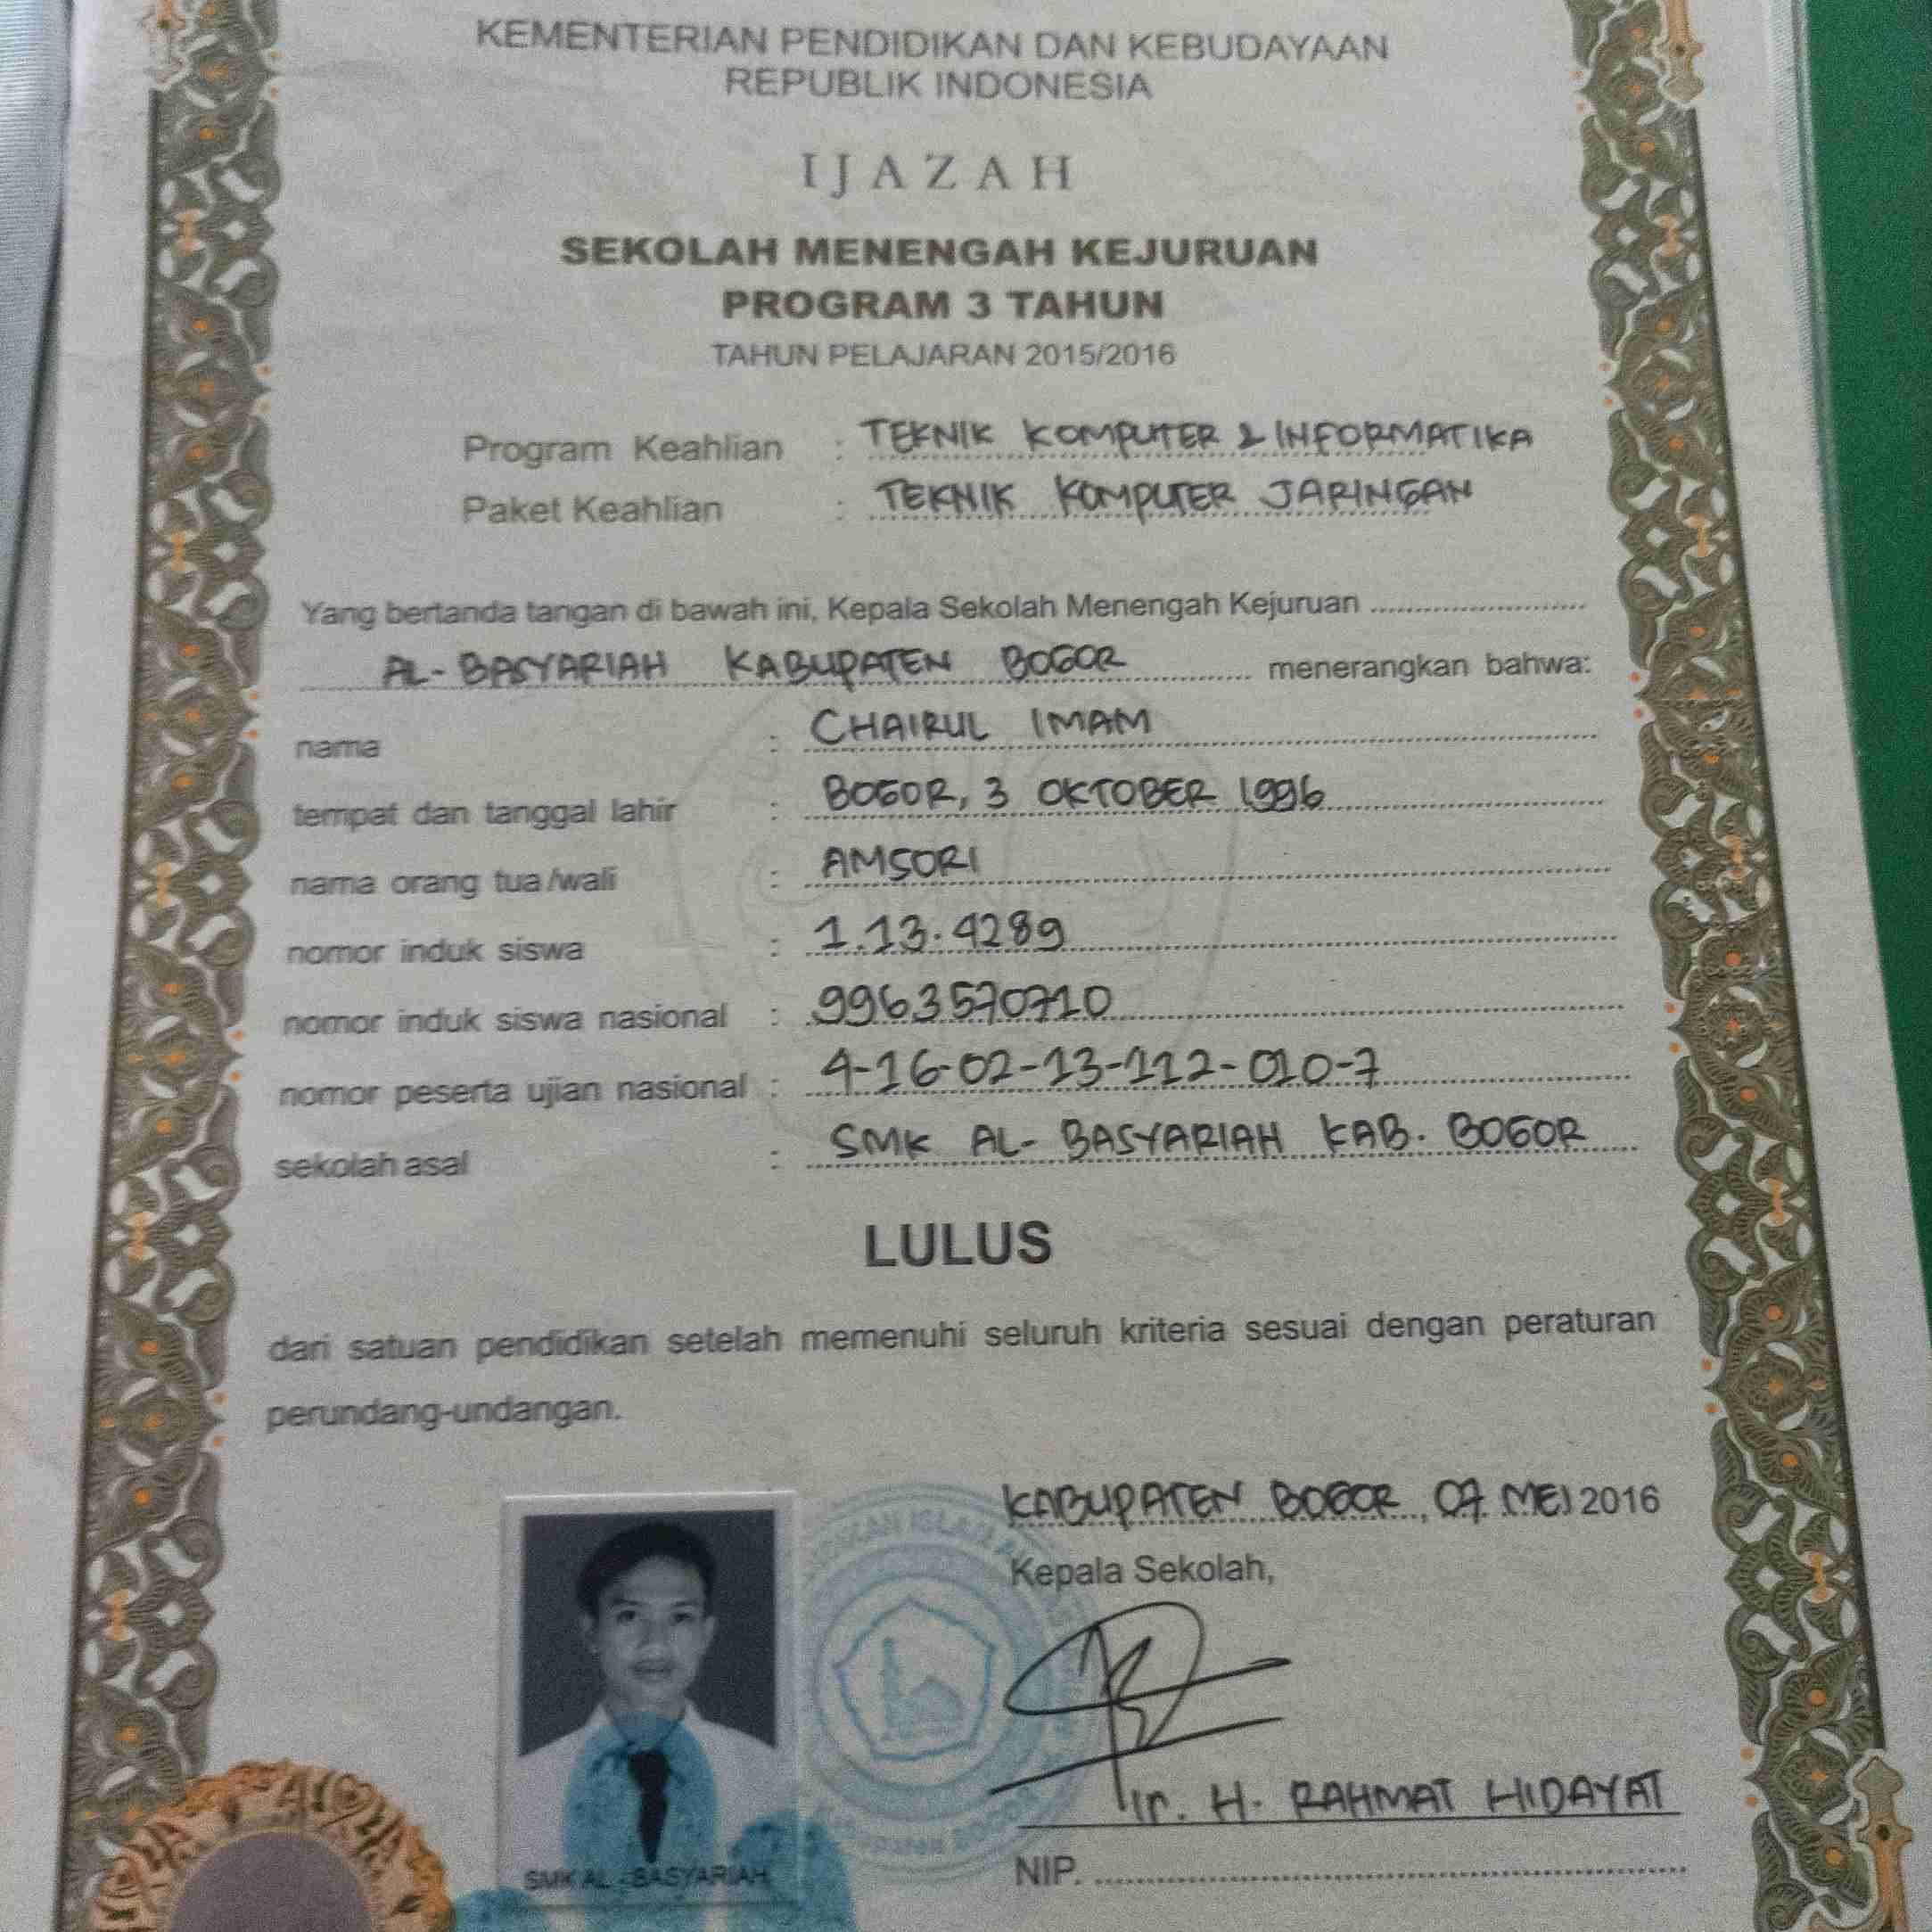 KEMENTERIAN PENDIDIKAN DAN KEBUDAYAAN
REPUBLIK INDONESIA
IJAZAH
SEKOLAH MENENGAH KEJURUAN
PROGRAM 3 TAHUN
TAHUN PELAJARAN 2015/2016
Program Keahlian : TEKNIK KOMPUTER & INFORMATIKA
Paket Keahlian : TEKNIK KOMPUTER JARINGAN
Yang bertanda tangan di bawah ini, Kepala Sekolah Menengah Kejuruan
AL-BASYARIAH KABUPATEN BOGOR menerangkan bahwa:
nama : CHAIRUL IMAM
tempat dan tanggal lahir : BOGOR, 3 OKTOBER 1996
nama orang tua/wali : AMSORI
nomor induk siswa : 1.13.4289
nomor induk siswa nasional : 9963570710
nomor peserta ujian nasional : 4-16-02-13-112-010-7
sekolah asal : SMK AL-BASYARIAH KAB. BOGOR
LULUS
dari satuan pendidikan setelah memenuhi seluruh kriteria sesuai dengan peraturan
perundang-undangan.
KABUPATEN BOGOR, 07 MEI 2016
Kepala Sekolah,
Ir. H. RAHMAT HIDAYAT
NIP.
SMK AL-BASYARIAH